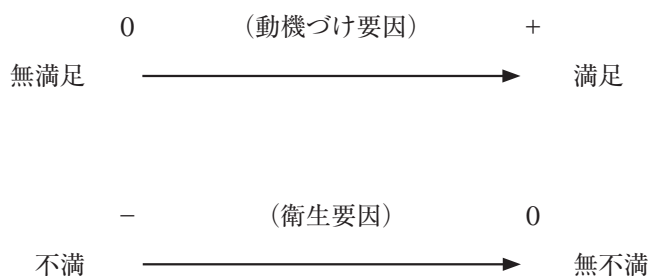 0 （動機づけ要因） +
無満足 満足
− （衛生要因） 0
不満 無不満